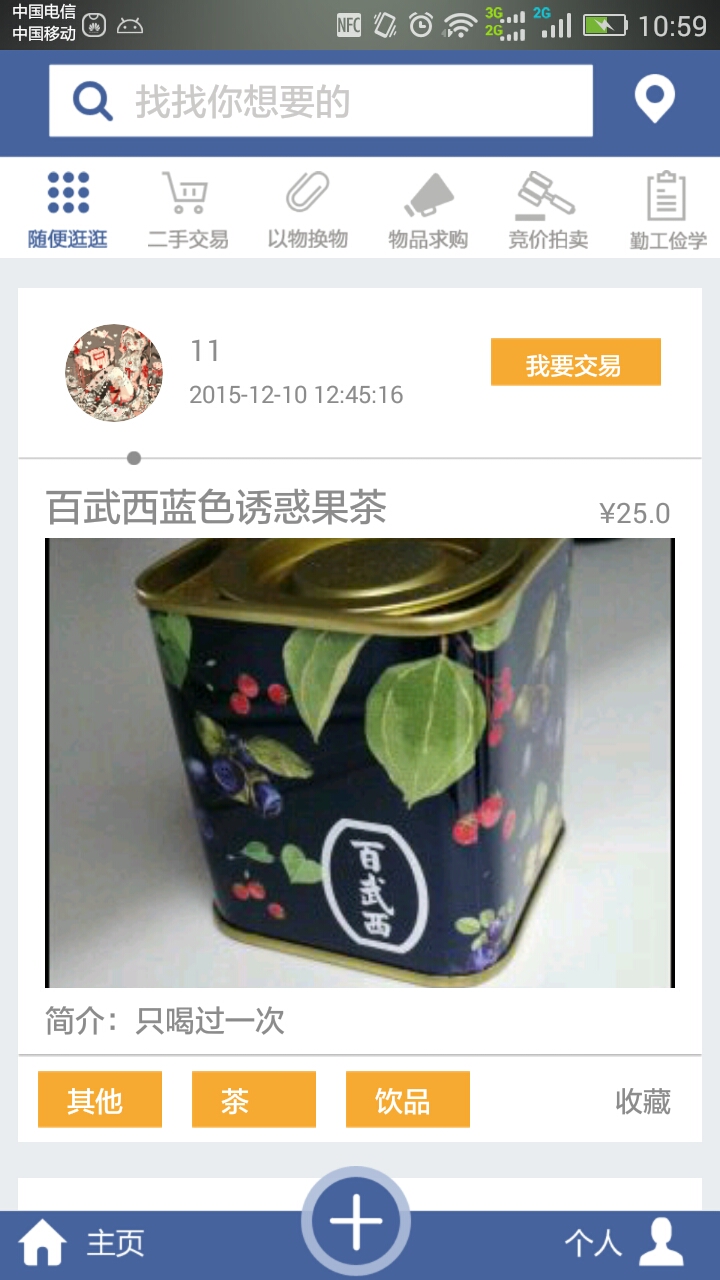 中国电信
中国移动
NFC
3G
2G
2G
10:59
找找你想要的
随便逛逛
二手交易
以物换物
物品求购
竞价拍卖
勤工俭学
11
2015-12-10 12:45:16
我要交易
百武西蓝色诱惑果茶
¥25.0
百武西
简介：只喝过一次
其他
茶
饮品
收藏
主页
个人